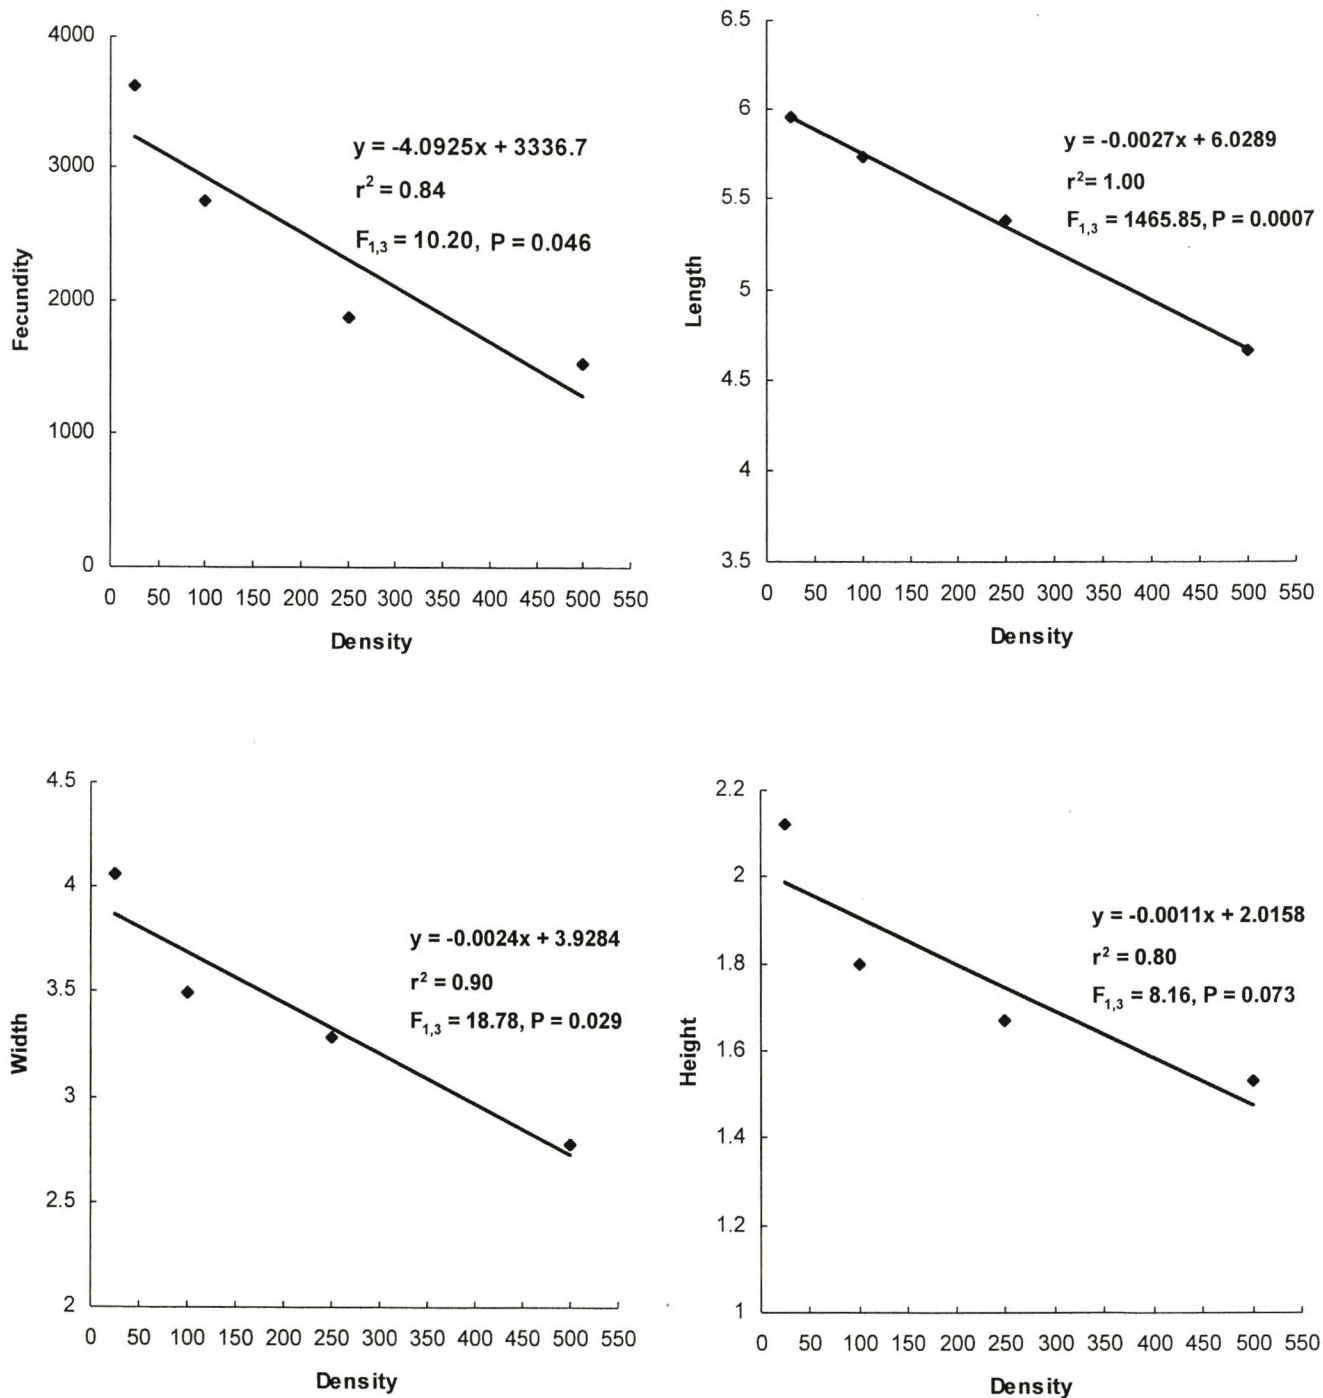 4000
3000
2000
1000
0
Fecundity
y = -4.0925x + 3336.7
r² = 0.84
F₁,₃ = 10.20, P = 0.046
0 50 100 150 200 250 300 350 400 450 500 550
Density
6.5
6
5.5
5
4.5
4
3.5
Length
y = -0.0027x + 6.0289
r²= 1.00
F₁,₃ = 1465.85, P = 0.0007
0 50 100 150 200 250 300 350 400 450 500 550
Density
4.5
4
3.5
3
2.5
2
Width
y = -0.0024x + 3.9284
r² = 0.90
F₁,₃ = 18.78, P = 0.029
0 50 100 150 200 250 300 350 400 450 500 550
Density
2.2
2
1.8
1.6
1.4
1.2
1
Height
y = -0.0011x + 2.0158
r² = 0.80
F₁,₃ = 8.16, P = 0.073
0 50 100 150 200 250 300 350 400 450 500 550
Density